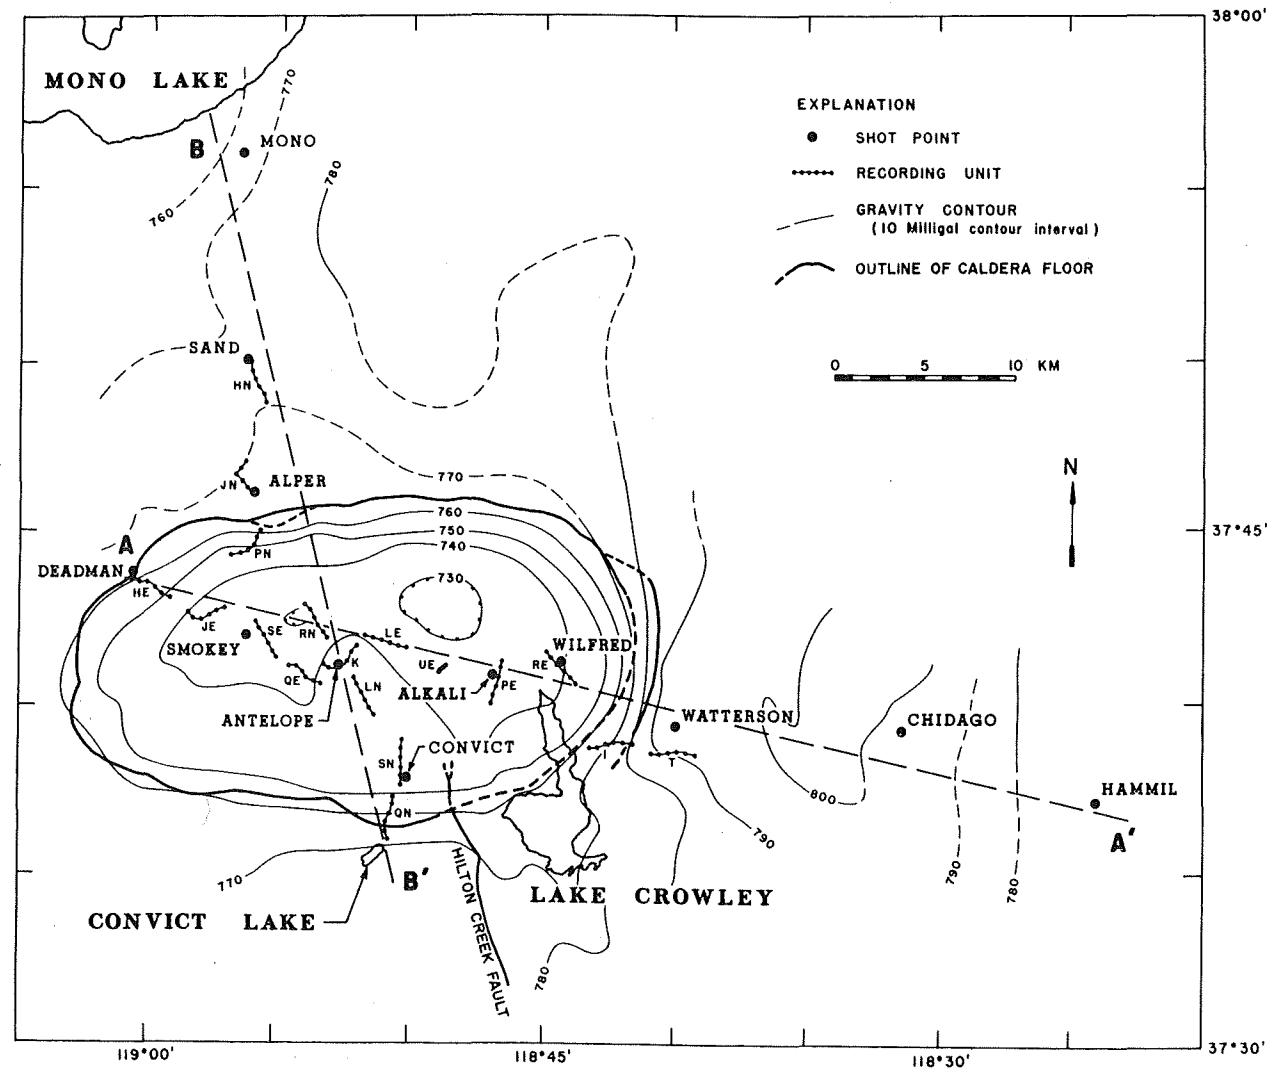 38°00'
770
MONO LAKE
EXPLANATION
B
MONO
SHOT POINT
780
RECORDING UNIT
760
GRAVITY CONTOUR
(10 Milligal contour interval)
OUTLINE OF CALDERA FLOOR
SAND
0 5 10 KM
HN
N
770
JN
ALPER
760
37°45'
750
A
PN
740
DEADMAN
730
HE
JE
SE
RN
LE
SMOKEY
WILFRED
K
UE
RE
QE
LN
ALKALI
PE
ANTELOPE
WATTERSON
CHIDAGO
CONVICT
I
SN
T
HAMMIL
800
QN
790
A'
HILTON CREEK FAULT
790
770
B'
780
LAKE CROWLEY
CONVICT LAKE
780
119°00'
118°45'
118°30'
37°30'